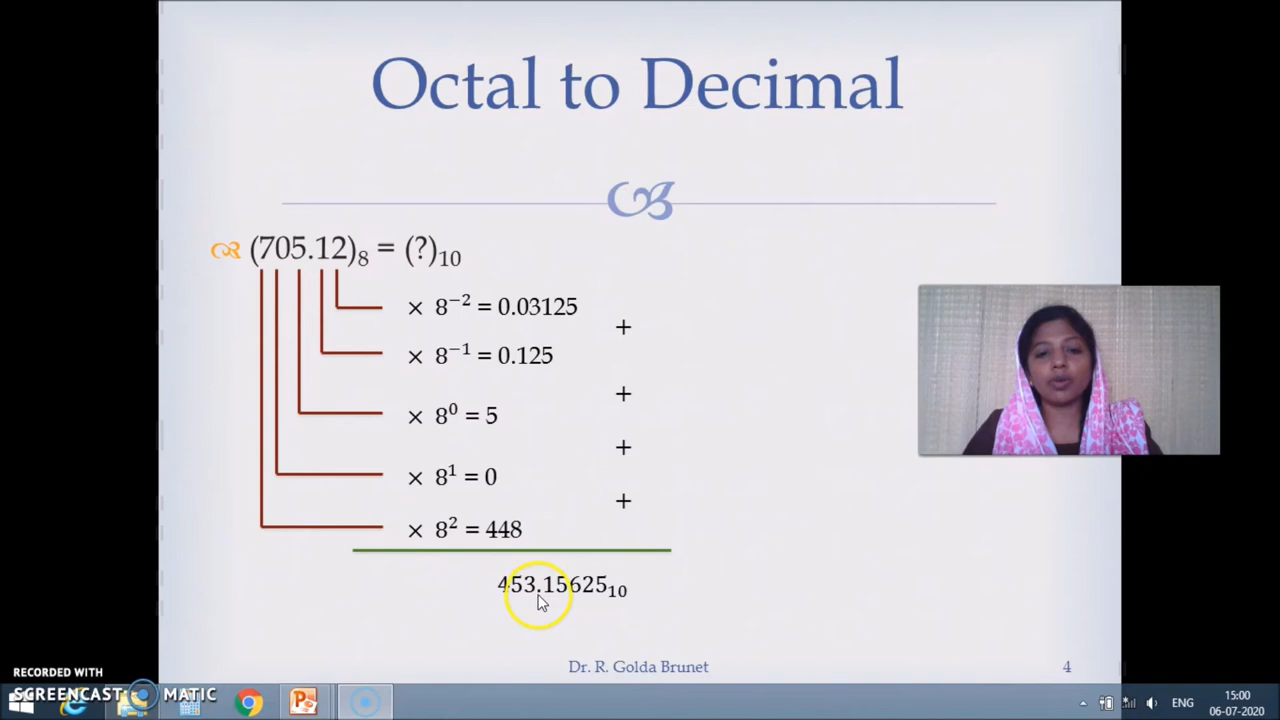 Octal to Decimal
(705.12)₈ = (?)₁₀
× 8⁻² = 0.03125
+
× 8⁻¹ = 0.125
+
× 8⁰ = 5
+
× 8¹ = 0
+
× 8² = 448
453.15625₁₀
Dr. R. Golda Brunet
4
RECORDED WITH
SCREENCAST MATIC
ENG
15:00
06-07-2020